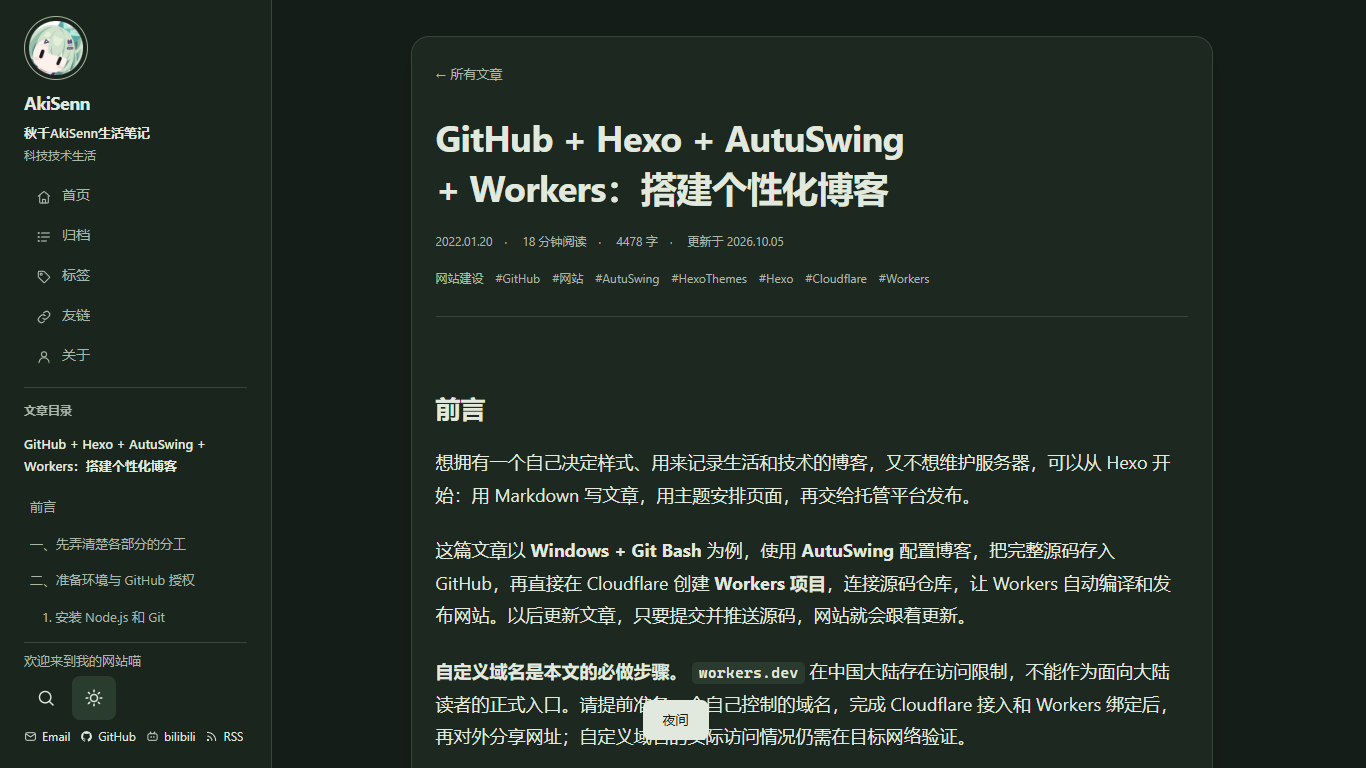 AkiSenn
秋千AkiSenn生活笔记
科技技术生活
首页
归档
标签
友链
关于
文章目录
GitHub + Hexo + AutuSwing +
Workers：搭建个性化博客
前言
一、先弄清楚各部分的分工
二、准备环境与 GitHub 授权
1. 安装 Node.js 和 Git
欢迎来到我的网站喵
Email GitHub bilibili RSS
← 所有文章
GitHub + Hexo + AutuSwing
+ Workers：搭建个性化博客
2022.01.20 · 18 分钟阅读 · 4478 字 · 更新于 2026.10.05
网站建设 #GitHub #网站 #AutuSwing #HexoThemes #Hexo #Cloudflare #Workers
前言
想拥有一个自己决定样式、用来记录生活和技术的博客，又不想维护服务器，可以从 Hexo 开
始：用 Markdown 写文章，用主题安排页面，再交给托管平台发布。
这篇文章以 Windows + Git Bash 为例，使用 AutuSwing 配置博客，把完整源码存入
GitHub，再直接在 Cloudflare 创建 Workers 项目，连接源码仓库，让 Workers 自动编译和发
布网站。以后更新文章，只要提交并推送源码，网站就会跟着更新。
自定义域名是本文的必做步骤。 workers.dev 在中国大陆存在访问限制，不能作为面向大陆
读者的正式入口。请提前准 自己控制的域名，完成 Cloudflare 接入和 Workers 绑定后，
再对外分享网址；自定义域 实际访问情况仍需在目标网络验证。
夜间